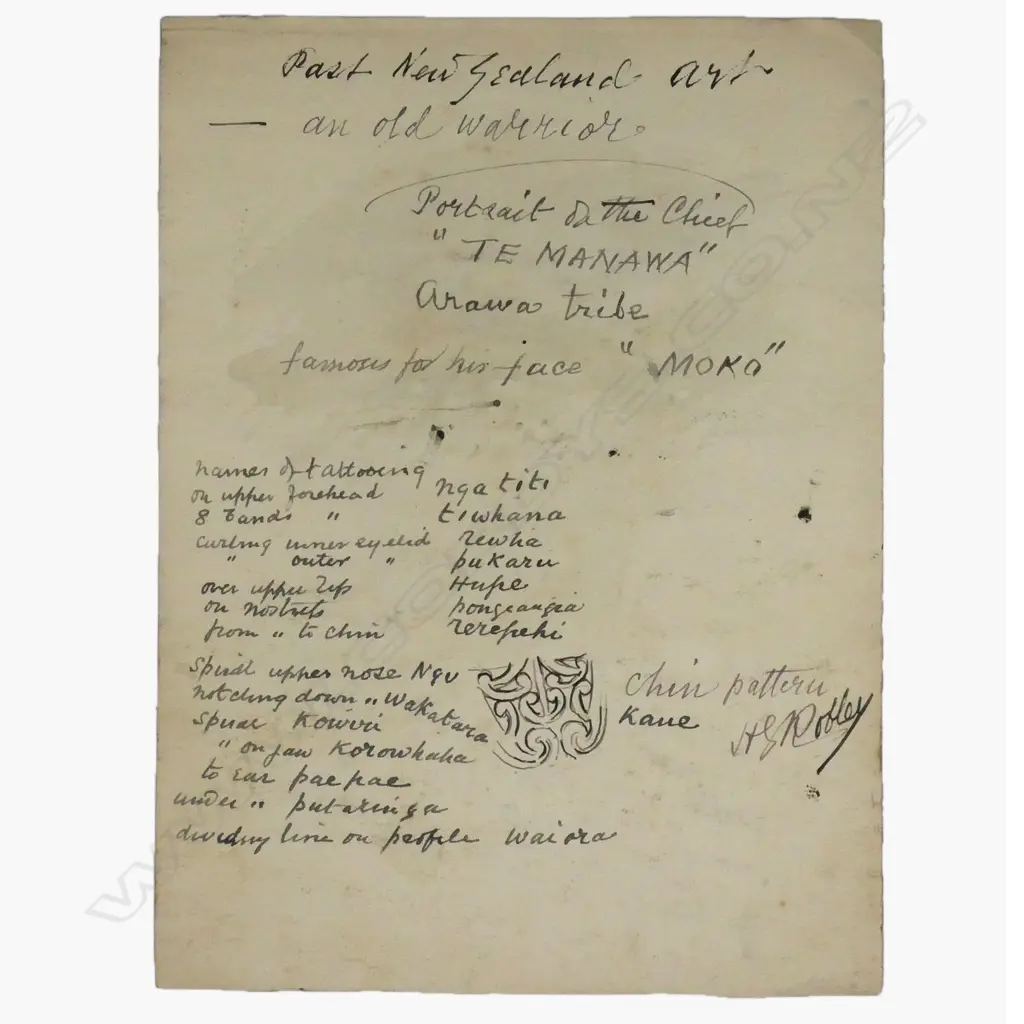 Past New Zealand art
— an old warrior.
Portrait of the Chief
"TE MANAWA"
Arawa tribe
famous for his face "MOKO"
names of tattooing
on upper forehead nga titi
8 bands " tiwhana
curling inner eyelid rewha
" outer " pukaru
over upper lip Hupe
on nostrils pongiangia
from " to chin rerepehi
Spiral upper nose Ngu
notching down " Wakatara
Spiral Kowiri
" on jaw Korowhaha
to Ear paepae
under " putaringa
dividing line on profile waiora
chin pattern
Kaue
HGRobley